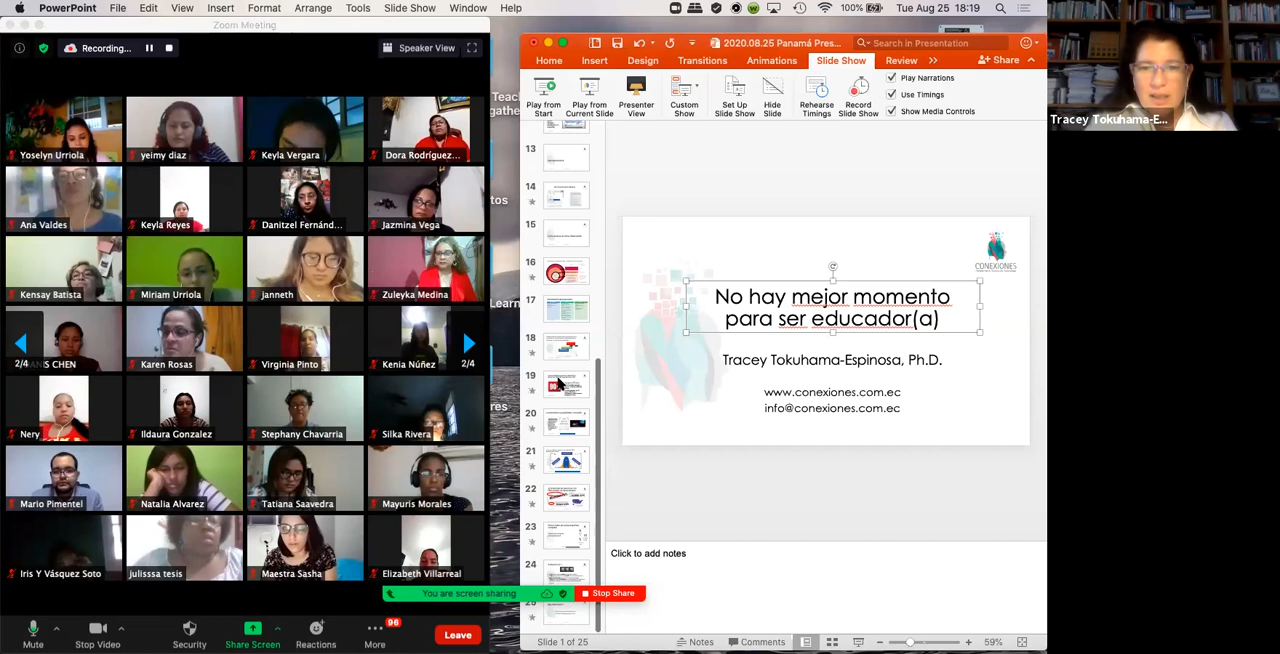 PowerPoint File Edit View Insert Format Arrange Tools Slide Show Window Help
100% Tue Aug 25 18:19
Zoom Meeting
Recording...
Speaker View
Yoselyn Urriola
yeimy diaz
Keyla Vergara
Dora Rodríguez...
Ana Valdes
Keyla Reyes
Danitzel Fernánd...
Jazmina Vega
Kensay Batista
Miriam Urriola
janneth
Zuleyka Medina
2/4
CHEN
Karen Rosas
Virginia Pinto
Kenia Núñez
2/4
Nery
Ildaura Gonzalez
Stephany Chavarria
Silka Rivera
Mario Pimentel
Natalia Alvarez
Tatiana Saavedra
Mayuris Morales
Iris Y Vásquez Soto
julisssa tesis
Maestra Sasha
Elizabeth Villarreal
You are screen sharing
Stop Share
Mute
Stop Video
Security
Share Screen
Reactions
More
96
Leave
2020.08.25 Panamá Pres...
Search in Presentation
Home Insert Design Transitions Animations Slide Show Review
Share
Play from Start
Play from Current Slide
Presenter View
Custom Show
Set Up Slide Show
Hide Slide
Rehearse Timings
Record Slide Show
Play Narrations
Use Timings
Show Media Controls
13
14
15
16
17
18
19
20
21
22
23
24
25
CONEXIONES
No hay mejor momento
para ser educador(a)
Tracey Tokuhama-Espinosa, Ph.D.
www.conexiones.com.ec
info@conexiones.com.ec
Click to add notes
Slide 1 of 25
Notes
Comments
59%
Tracey Tokuhama-E...